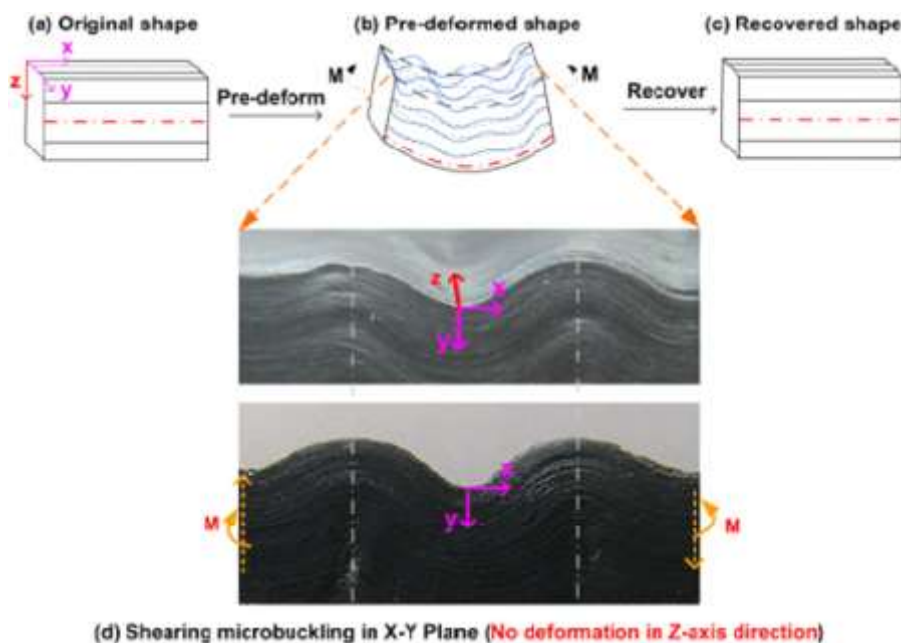 (a) Original shape
(b) Pre-deformed shape
(c) Recovered shape
x
z
y
Pre-deform
M
M
Recover
z
x
y
x
y
M
M
(d) Shearing microbuckling in X-Y Plane (No deformation in Z-axis direction)